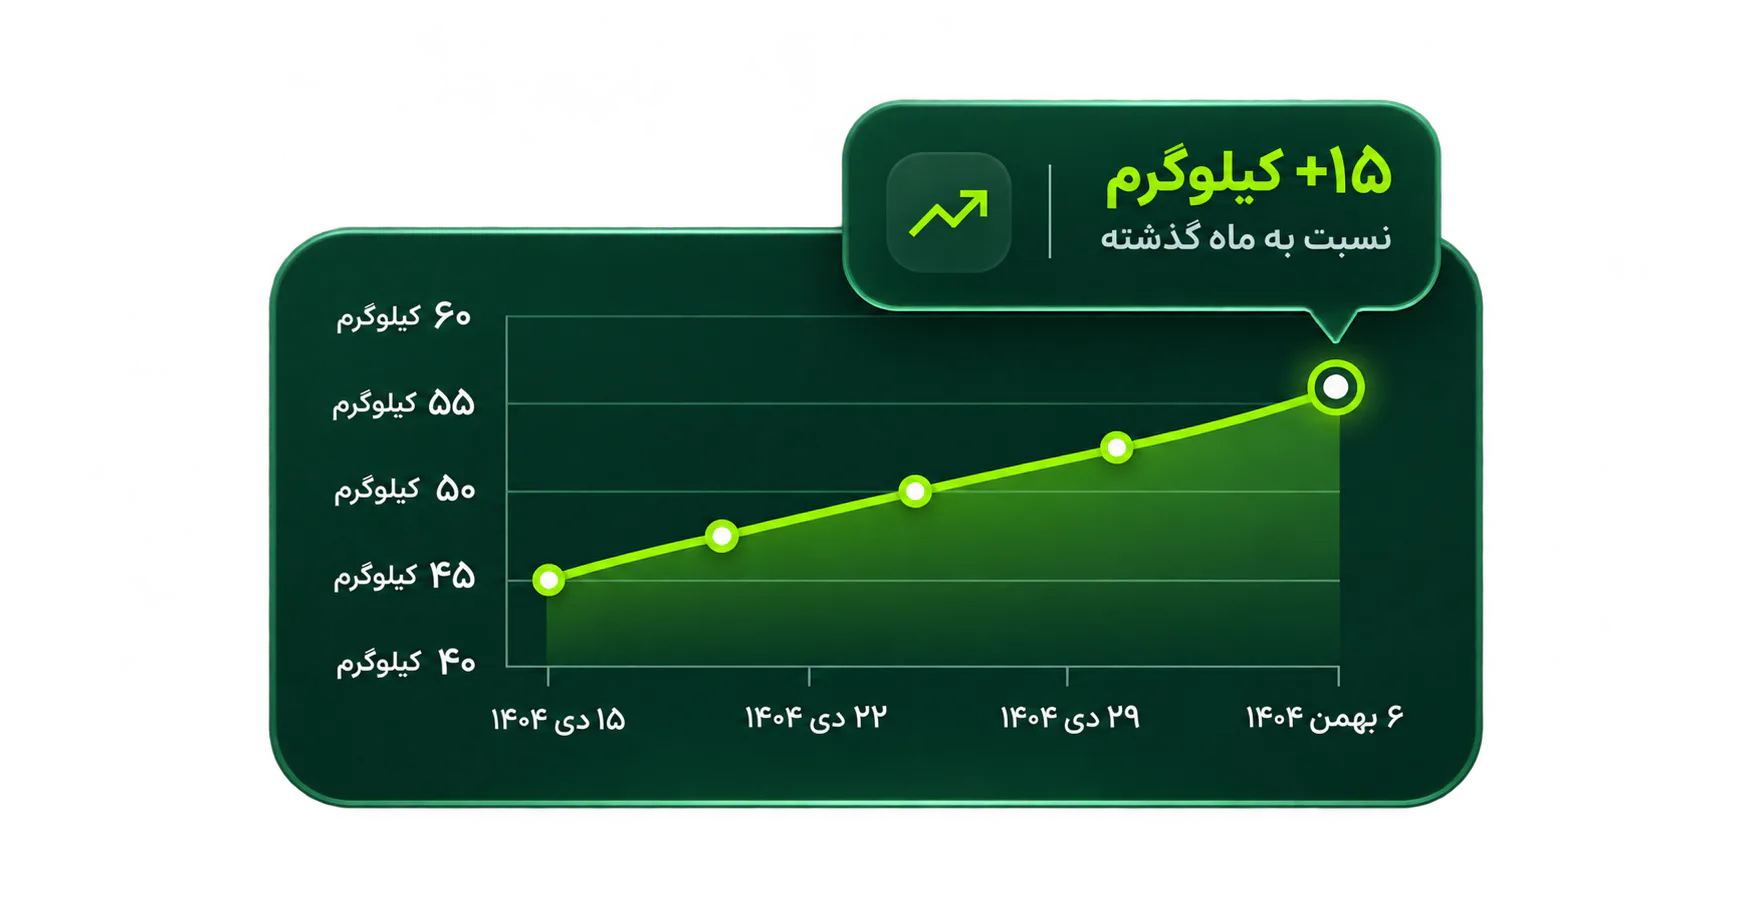 +۱۵ کیلوگرم
نسبت به ماه گذشته
۶۰ کیلوگرم
۵۵ کیلوگرم
۵۰ کیلوگرم
۴۵ کیلوگرم
۴۰ کیلوگرم
۱۵ دی ۱۴۰۴
۲۲ دی ۱۴۰۴
۲۹ دی ۱۴۰۴
۶ بهمن ۱۴۰۴